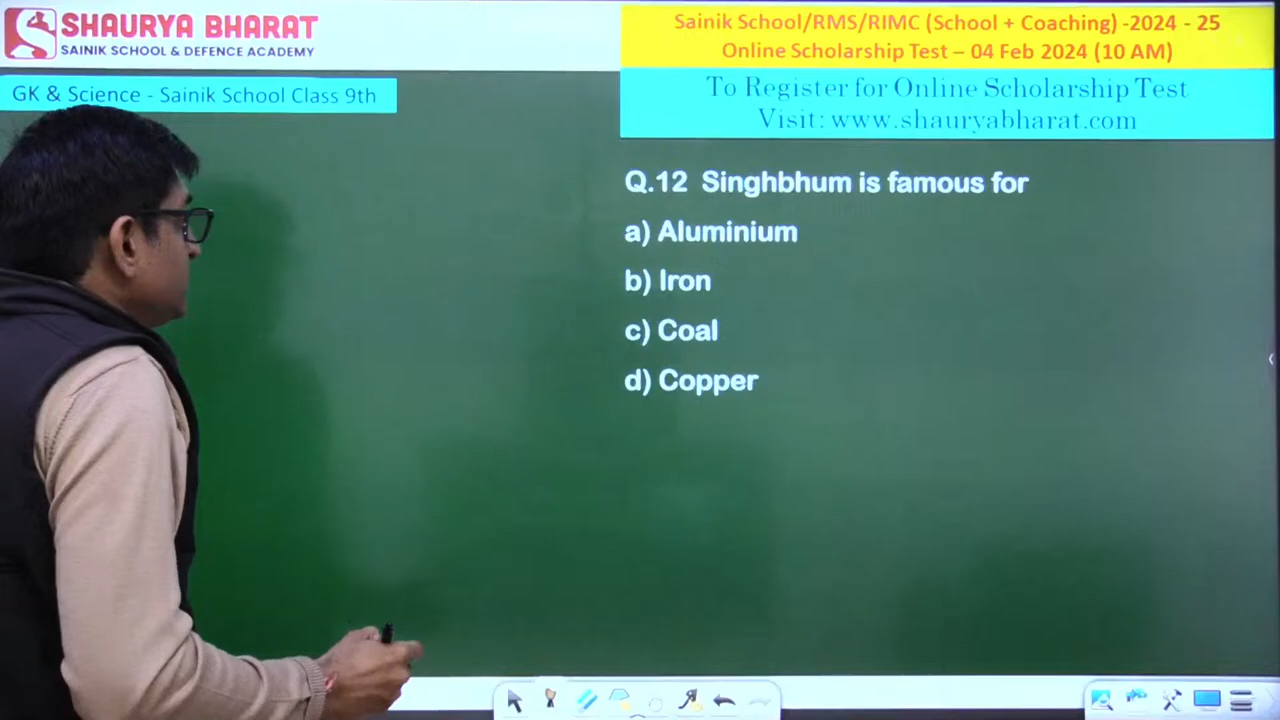 SHAURYA BHARAT
SAINIK SCHOOL & DEFENCE ACADEMY
Sainik School/RMS/RIMC (School + Coaching) -2024 - 25
Online Scholarship Test – 04 Feb 2024 (10 AM)
GK & Science - Sainik School Class 9th
To Register for Online Scholarship Test
Visit: www.shauryabharat.com
Q.12 Singhbhum is famous for
a) Aluminium
b) Iron
c) Coal
d) Copper